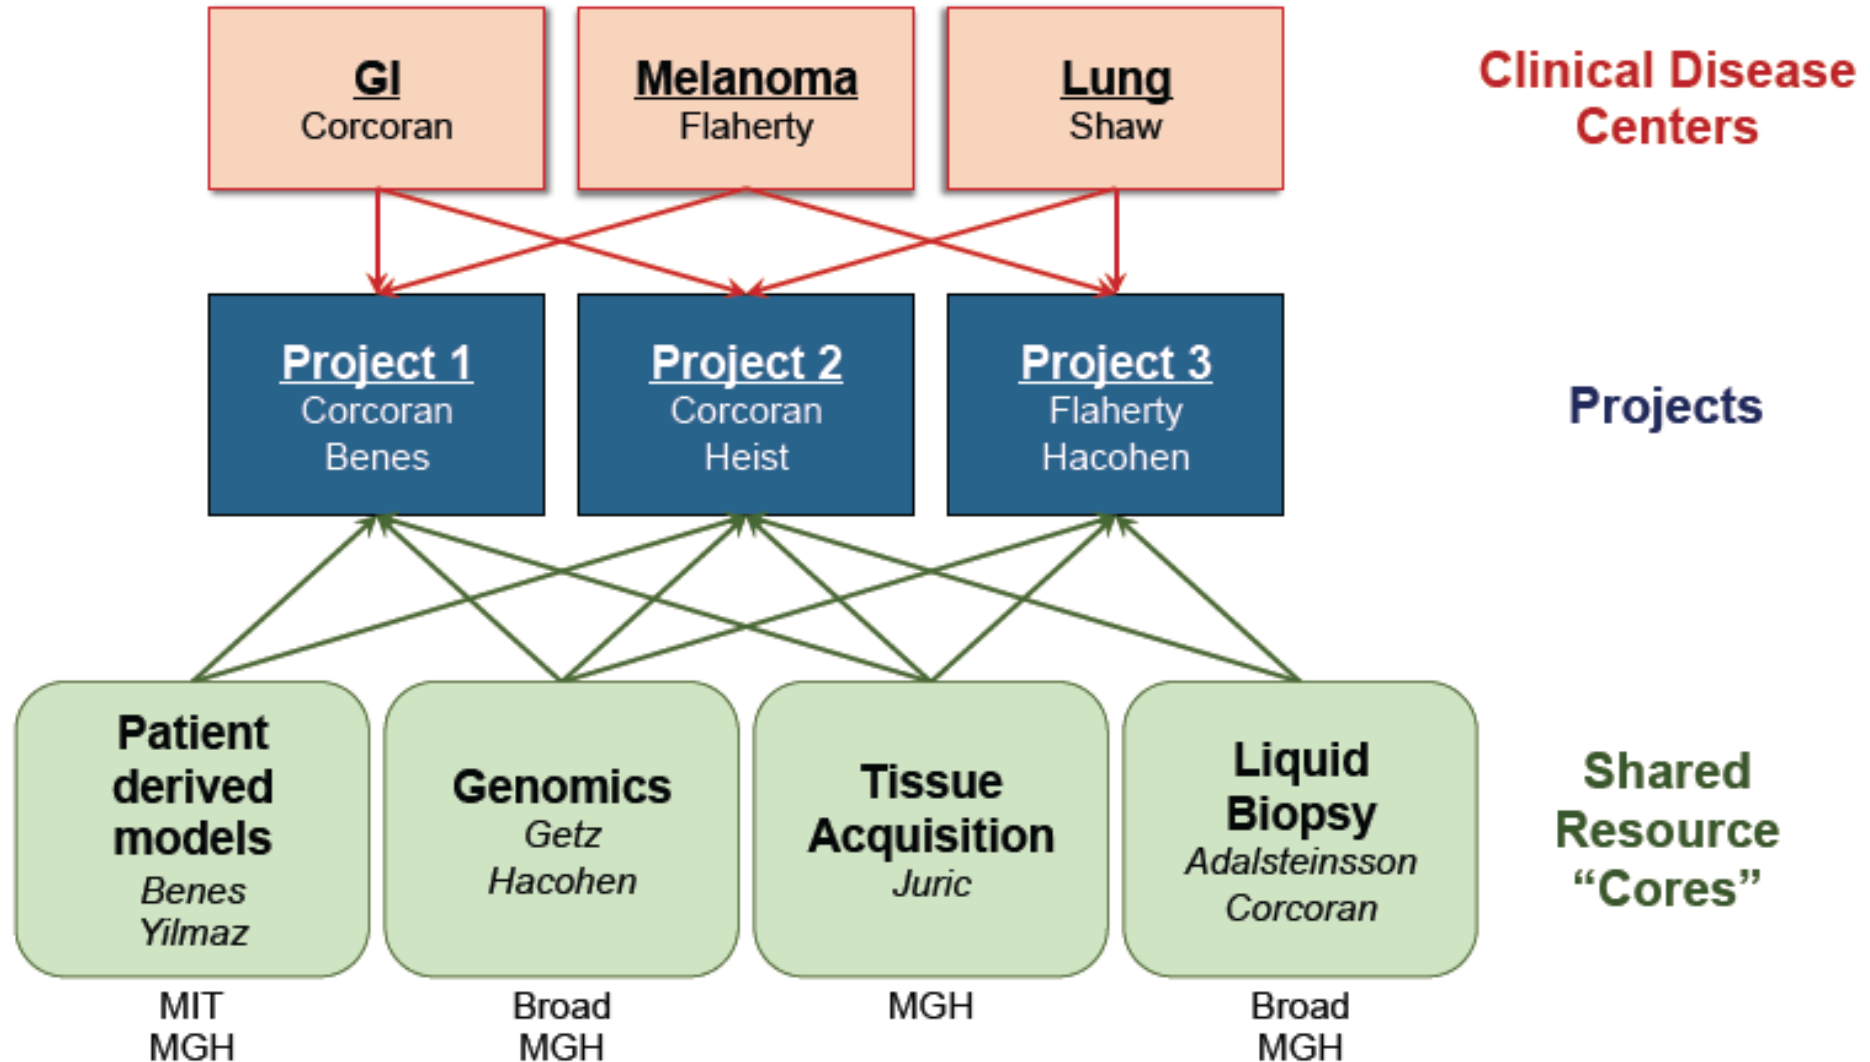 GI
Corcoran
Melanoma
Flaherty
Lung
Shaw
Clinical Disease
Centers
Project 1
Corcoran
Benes
Project 2
Corcoran
Heist
Project 3
Flaherty
Hacohen
Projects
Patient
derived
models
Benes
Yilmaz
Genomics
Getz
Hacohen
Tissue
Acquisition
Juric
Liquid
Biopsy
Adalsteinsson
Corcoran
Shared
Resource
“Cores”
MIT
MGH
Broad
MGH
MGH
Broad
MGH